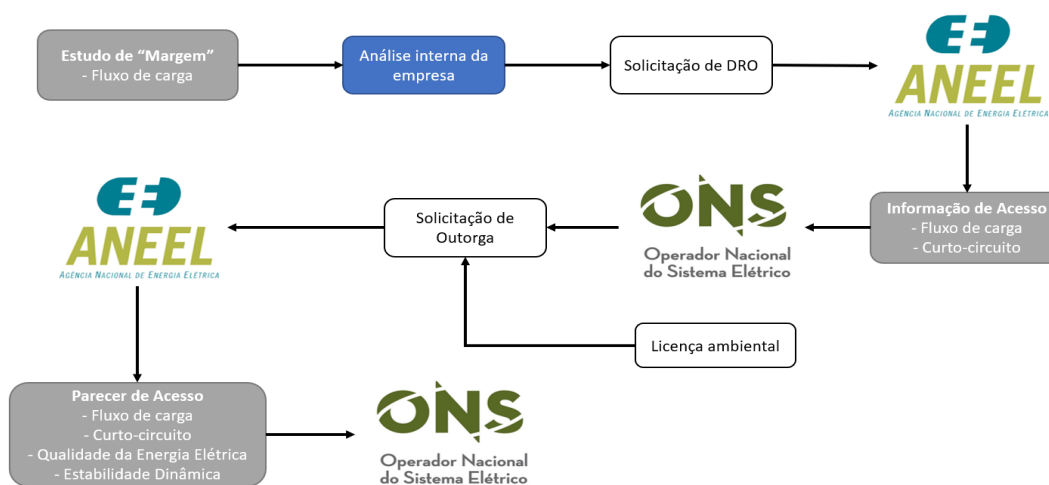 Estudo de “Margem”
- Fluxo de carga
Análise interna da
empresa
Solicitação de DRO
ANEEL
AGÊNCIA NACIONAL DE ENERGIA ELÉTRICA
Informação de Acesso
- Fluxo de carga
- Curto-circuito
ONS
Operador Nacional
do Sistema Elétrico
Solicitação de
Outorga
ANEEL
AGÊNCIA NACIONAL DE ENERGIA ELÉTRICA
Licença ambiental
Parecer de Acesso
- Fluxo de carga
- Curto-circuito
- Qualidade da Energia Elétrica
- Estabilidade Dinâmica
ONS
Operador Nacional
do Sistema Elétrico